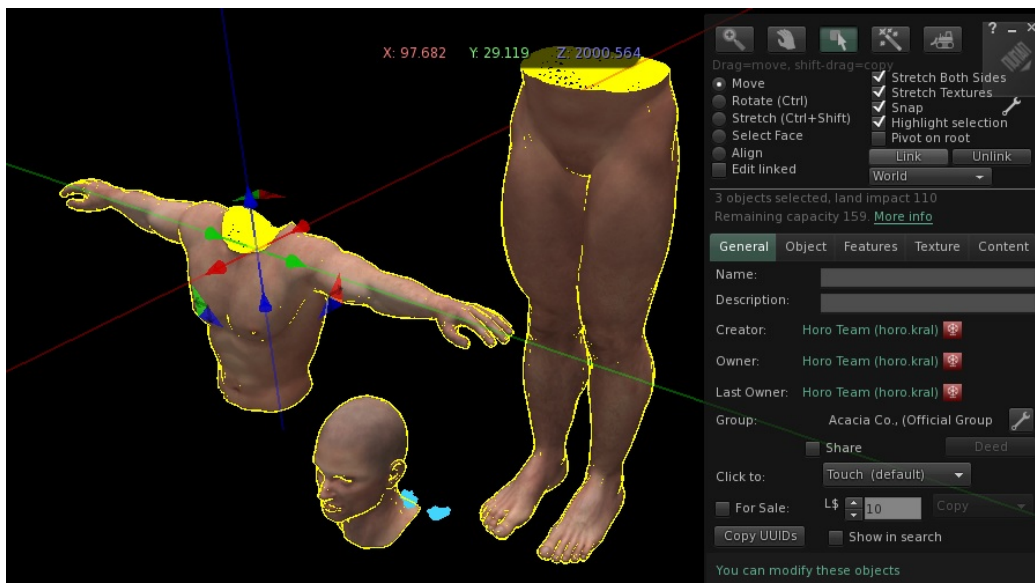 X: 97.682 Y: 29.119 Z: 2000.564
? _ ×
Drag=move, shift-drag=copy
Move
Rotate (Ctrl)
Stretch (Ctrl+Shift)
Select Face
Align
Edit linked
Stretch Both Sides
Stretch Textures
Snap
Highlight selection
Pivot on root
Link Unlink
World
3 objects selected, land impact 110
Remaining capacity 159. More info
General Object Features Texture Content
Name:
Description:
Creator: Horo Team (horo.kral)
Owner: Horo Team (horo.kral)
Last Owner: Horo Team (horo.kral)
Group: Acacia Co., (Official Group
Share Deed
Click to: Touch (default)
For Sale: L$ 10 Copy
Copy UUIDs Show in search
You can modify these objects